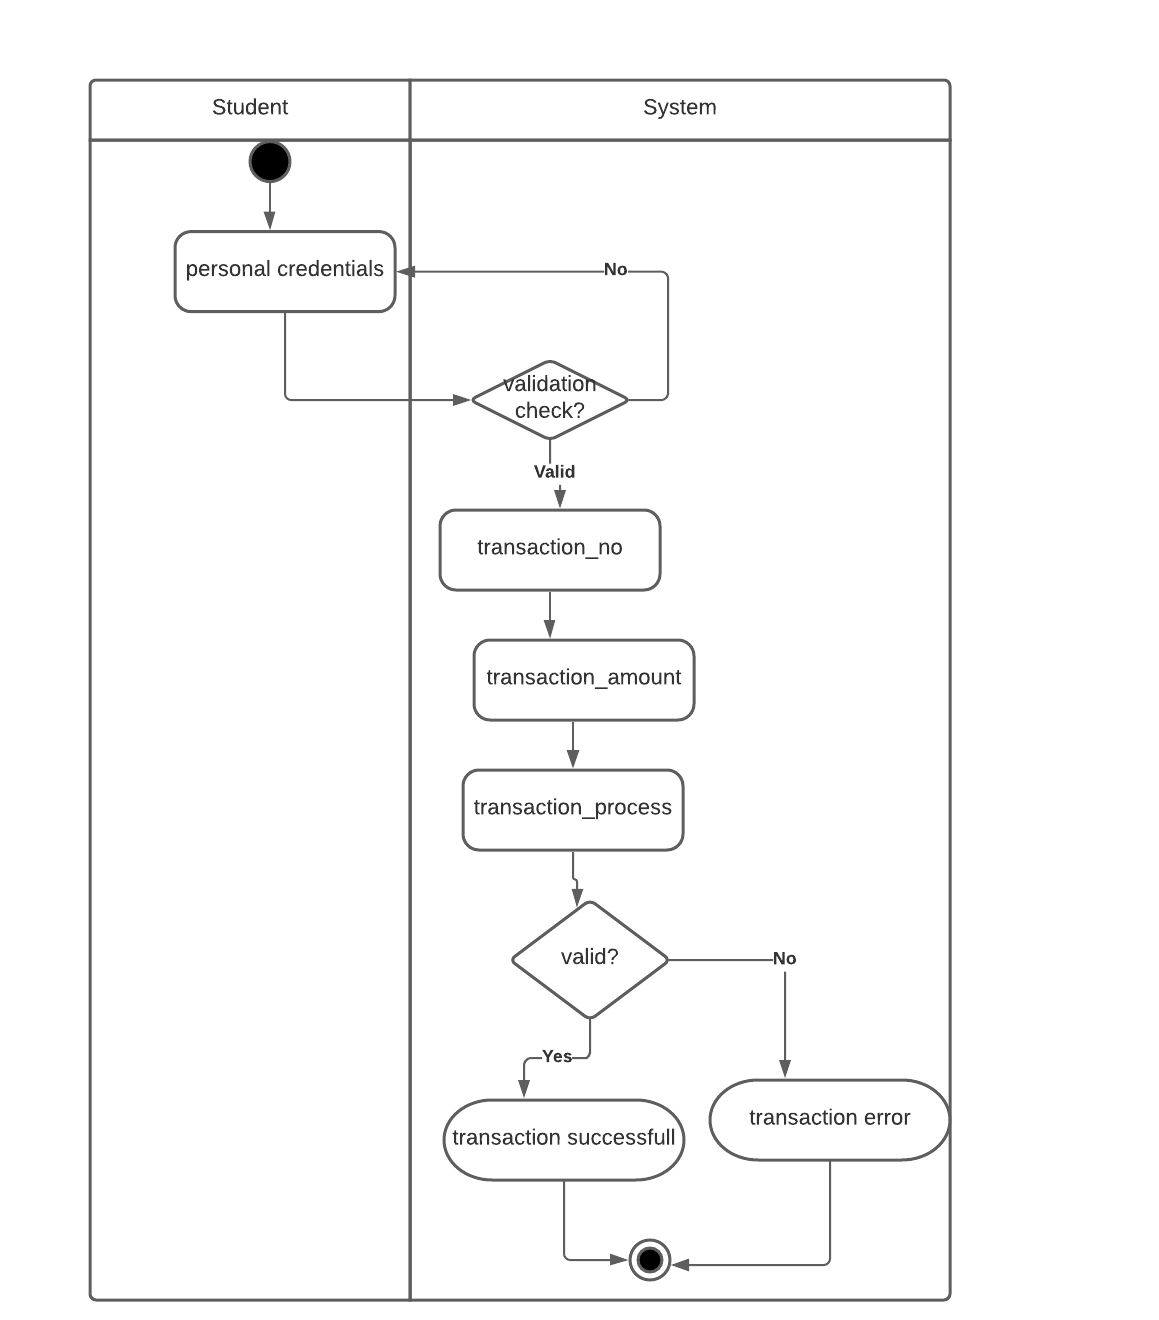 Student
System
personal credentials
No
validation
check?
Valid
transaction_no
transaction_amount
transaction_process
valid?
No
Yes
transaction error
transaction successfull